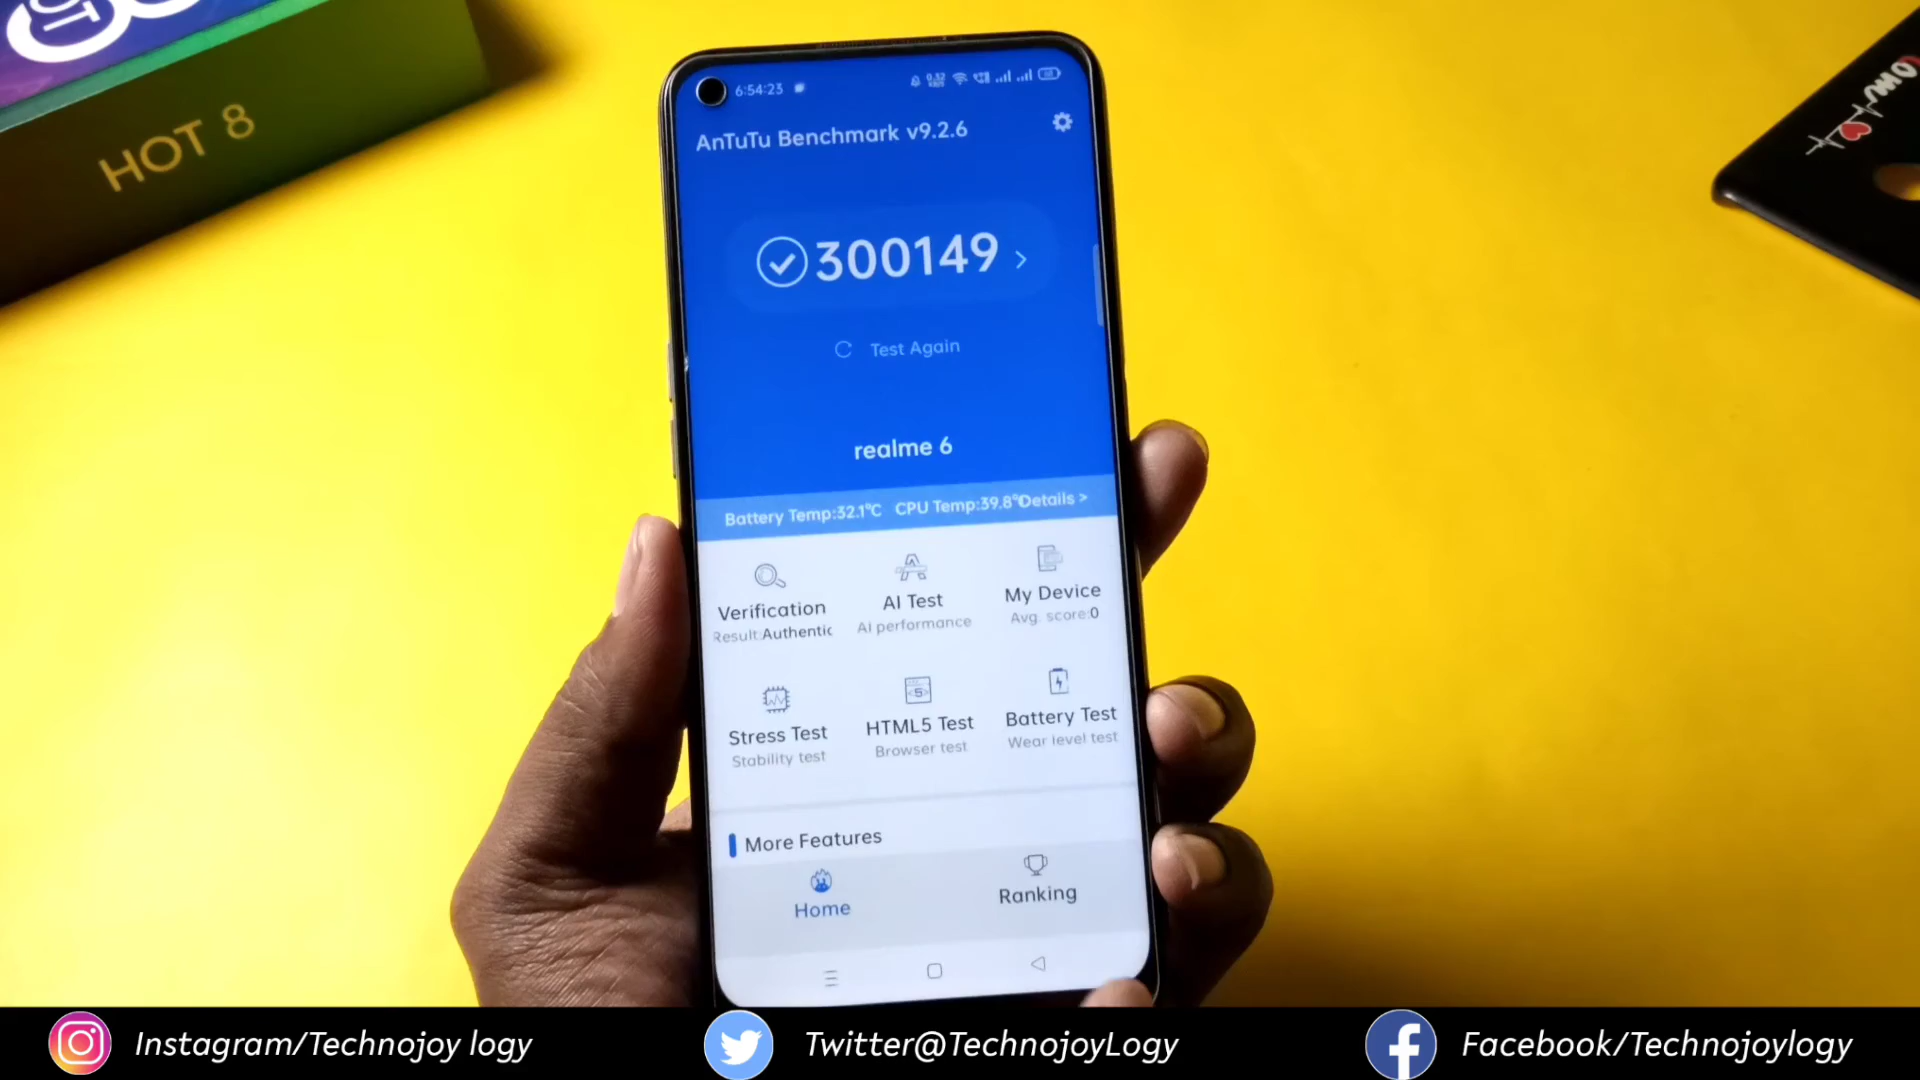 HOT 8
6:54:23
0.32
AnTuTu Benchmark v9.2.6
300149
Test Again
realme 6
Battery Temp:32.1℃ CPU Temp:39.8℃ Details >
Verification
Result:Authentic
AI Test
AI performance
My Device
Avg. score:0
Stress Test
Stability test
HTML5 Test
Browser test
Battery Test
Wear level test
More Features
Home
Ranking
Instagram/Technojoy logy
Twitter@TechnojoyLogy
Facebook/Technojoylogy